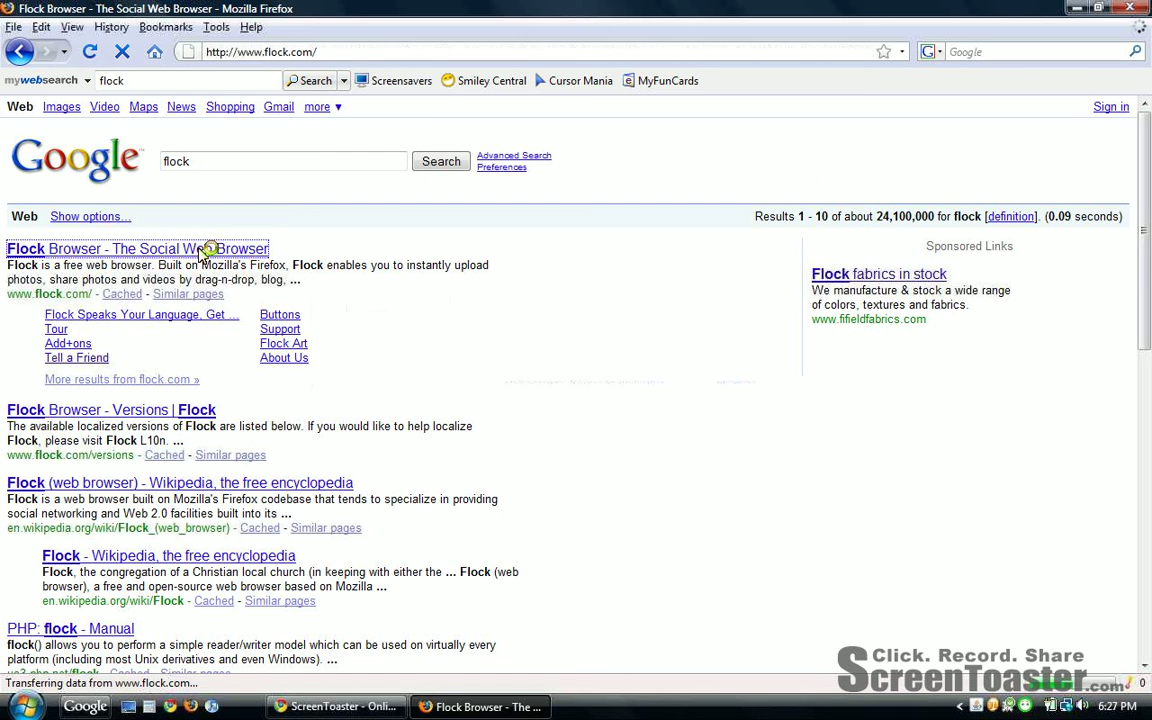 Flock Browser - The Social Web Browser - Mozilla Firefox
File Edit View History Bookmarks Tools Help
http://www.flock.com/ G Google
mywebsearch flock Search Screensavers Smiley Central Cursor Mania MyFunCards
Web Images Video Maps News Shopping Gmail more ▼ Sign in
Google flock Search Advanced Search
Preferences
Web Show options... Results 1 - 10 of about 24,100,000 for flock [definition]. (0.09 seconds)
Flock Browser - The Social Web Browser
Flock is a free web browser. Built on Mozilla's Firefox, Flock enables you to instantly upload
photos, share photos and videos by drag-n-drop, blog, ...
www.flock.com/ - Cached - Similar pages
Flock Speaks Your Language, Get ... Buttons
Tour Support
Add+ons Flock Art
Tell a Friend About Us
More results from flock.com »
Sponsored Links
Flock fabrics in stock
We manufacture & stock a wide range
of colors, textures and fabrics.
www.fifieldfabrics.com
Flock Browser - Versions | Flock
The available localized versions of Flock are listed below. If you would like to help localize
Flock, please visit Flock L10n. ...
www.flock.com/versions - Cached - Similar pages
Flock (web browser) - Wikipedia, the free encyclopedia
Flock is a web browser built on Mozilla's Firefox codebase that tends to specialize in providing
social networking and Web 2.0 facilities built into its ...
en.wikipedia.org/wiki/Flock_(web_browser) - Cached - Similar pages
Flock - Wikipedia, the free encyclopedia
Flock, the congregation of a Christian local church (in keeping with either the ... Flock (web
browser), a free and open-source web browser based on Mozilla ...
en.wikipedia.org/wiki/Flock - Cached - Similar pages
PHP: flock - Manual
flock() allows you to perform a simple reader/writer model which can be used on virtually every
platform (including most Unix derivatives and even Windows). ...
us3.php.net/flock - Cached - Similar pages
Click. Record. Share
ScreenToaster.com
Transferring data from www.flock.com... 0
Google ScreenToaster - Onli... Flock Browser - The ... 6:27 PM